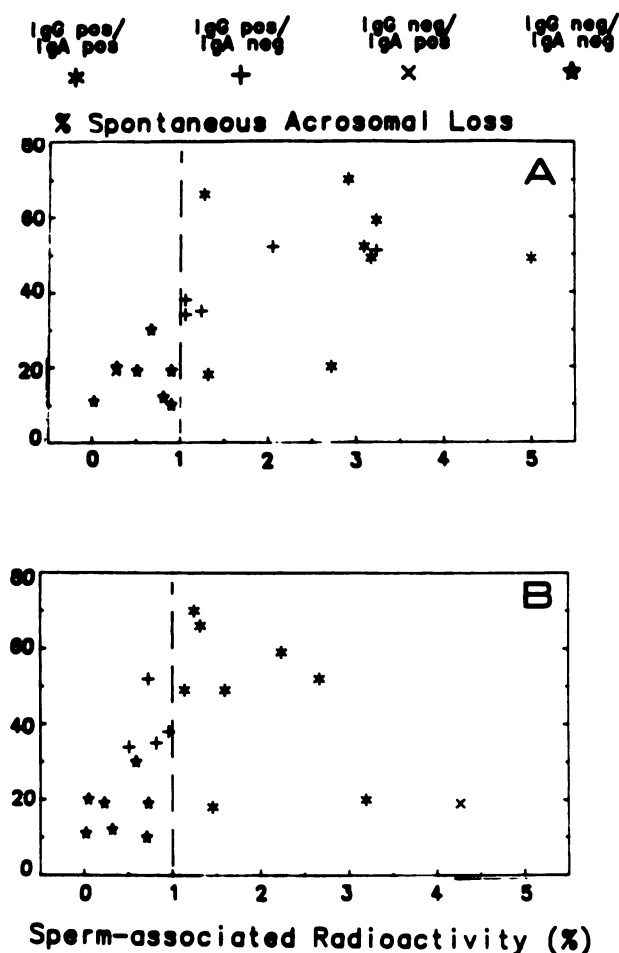 IgG pos/ IgG pos/ IgG neg/ IgG neg/
IgA pos IgA neg IgA pos IgA neg
% Spontaneous Acrosomal Loss
80
60
40
20
0
A
0 1 2 3 4 5
80
60
40
20
0
B
0 1 2 3 4 5
Sperm-associated Radioactivity (%)